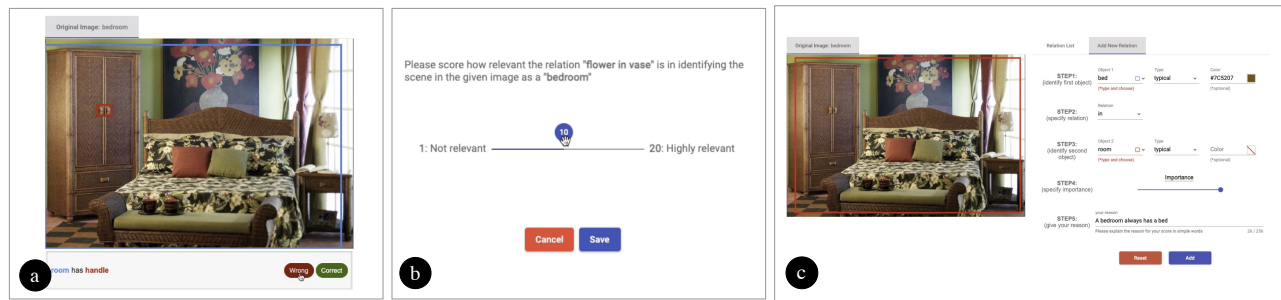 Original Image: bedroom
room has handle
Wrong
Correct
a
Please score how relevant the relation "flower in vase" is in identifying the
scene in the given image as a "bedroom"
10
1: Not relevant
20: Highly relevant
Cancel
Save
b
Original Image: bedroom
Relation List
Add New Relation
STEP1:
(identify first object)
Object 1
bed
(*type and choose)
Type
typical
Color
#7C5207
(*optional)
STEP2:
(specify relation)
Relation
in
STEP3:
(identify second
object)
Object 2
room
(*type and choose)
Type
typical
Color
(*optional)
STEP4:
(specify importance)
Importance
STEP5:
(give your reason)
your reason
A bedroom always has a bed
Please explain the reason for your score in simple words
Reset
Add
c